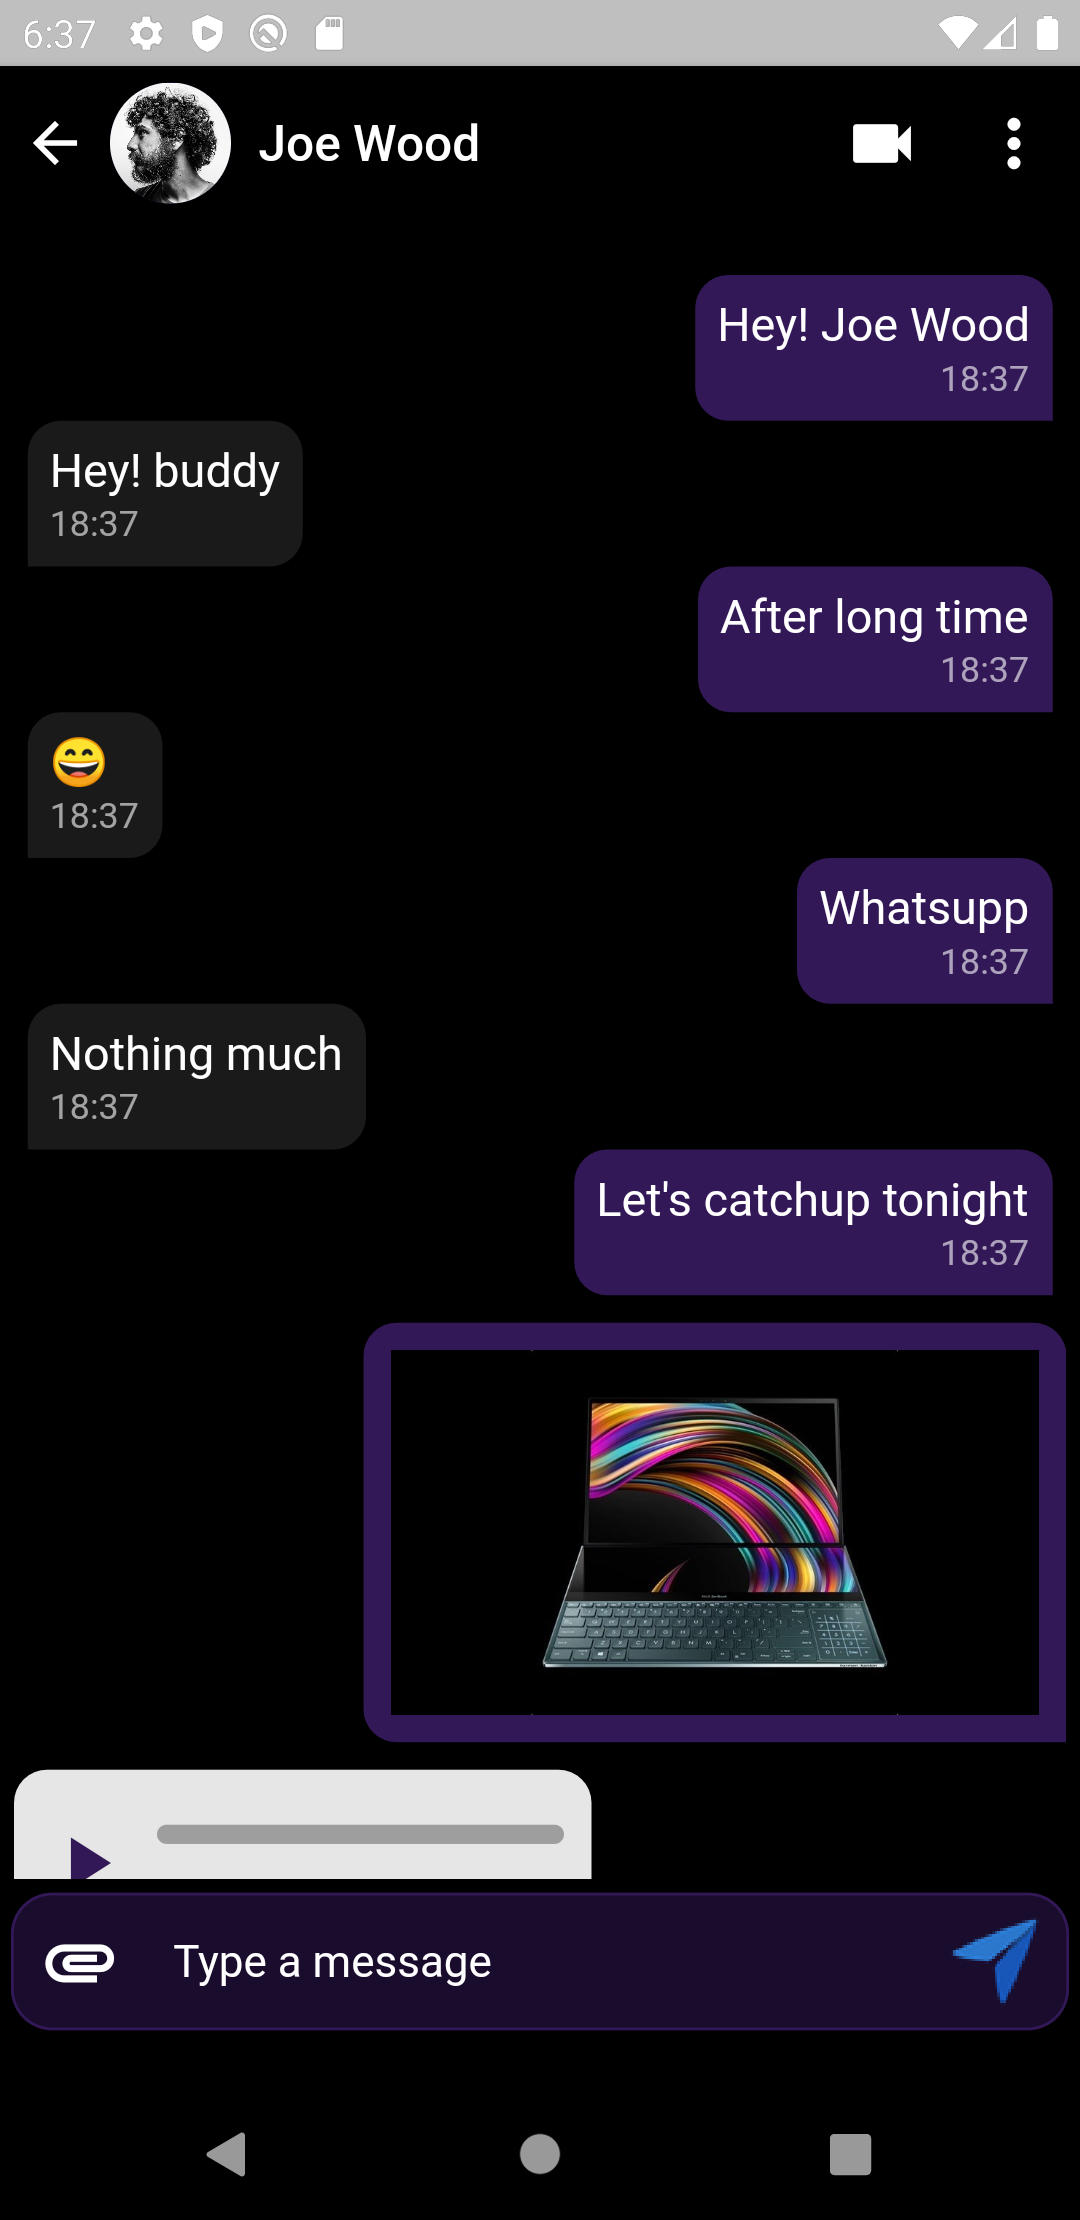 6:37
Joe Wood
Hey! Joe Wood
18:37
Hey! buddy
18:37
After long time
18:37
😄
18:37
Whatsupp
18:37
Nothing much
18:37
Let's catchup tonight
18:37
Type a message